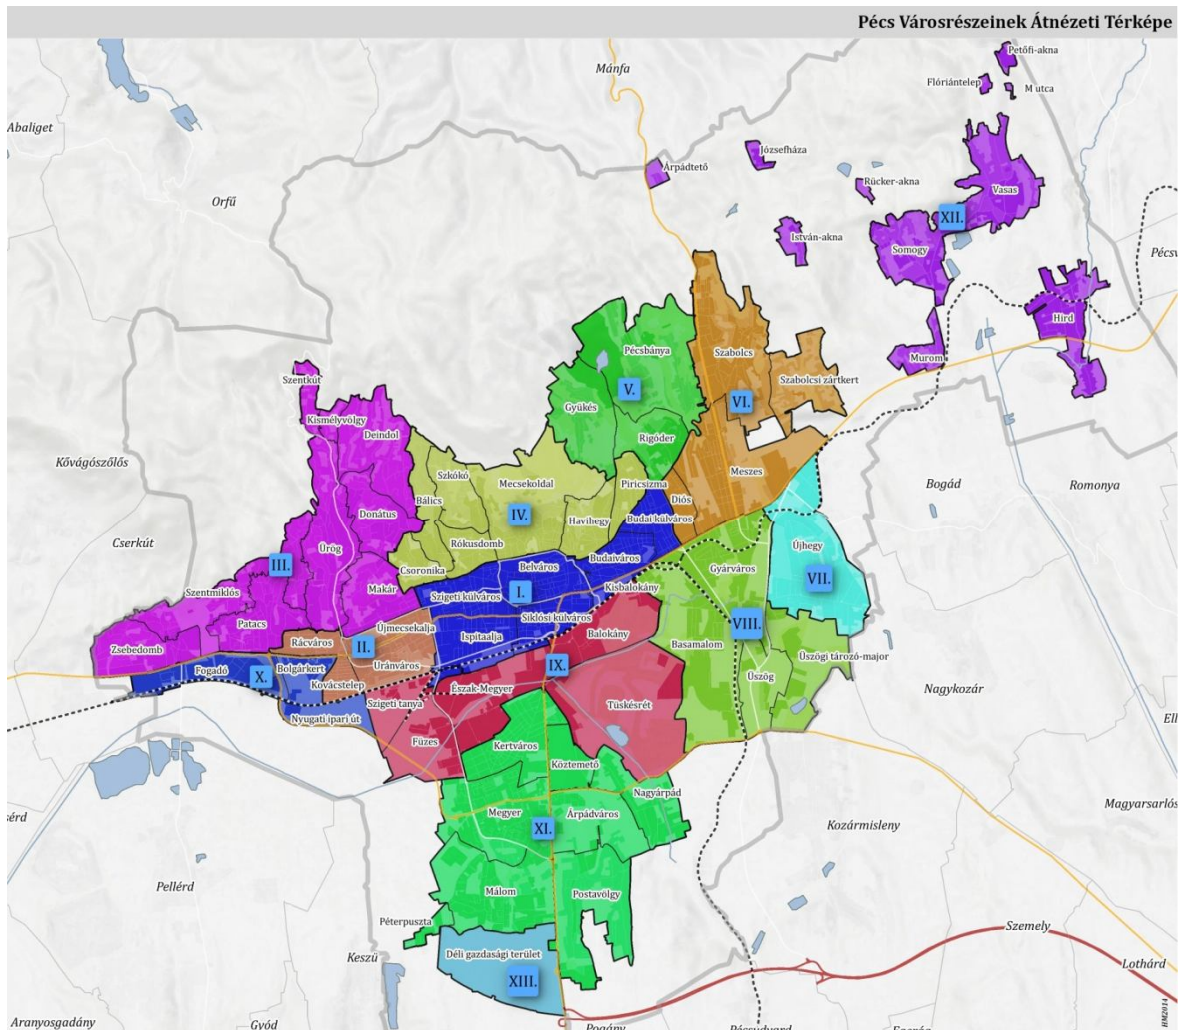 Pécs Városrészeinek Átnézeti Térképe
Petőfi-akna
Mánfa
Flóriántelep
M utca
Abaliget
Józsefháza
Árpádtető
Rücker-akna
Vasas
Orfű
XII.
István-akna
Somogy
Hird
Murom
Pécsbánya
Szabolcs
Szabolcsi zártkert
Szentkút
V.
VI.
Gyükés
Kismélyvölgy
Deindol
Rigóder
Kővágószőlős
Szkókó
Mecsekoldal
Piricsizma
Meszes
Bálics
Diós
Bogád
Romonya
Donátus
IV.
Havihegy
Budai külváros
Cserkút
Ürög
Rókusdomb
Újhegy
III.
Csoronika
Belváros
Budaiváros
Gyárváros
VII.
Szentmiklós
Makár
Szigeti külváros
I.
Kisbalokány
Patacs
Újmecsekalja
Siklósi külváros
VIII.
Zsebedomb
Rácváros
II.
Ispitaalja
Balokány
Basamalom
Üszögi tározó-major
Fogadó
X.
Bolgárkert
Uránváros
IX.
Üszög
Kovácstelep
Észak-Megyer
Nagykozár
Szigeti tanya
Tüskésrét
Nyugati ipari út
Füzes
Kertváros
Köztemető
Nagyárpád
Megyer
Árpádváros
Magyarsarlós
XI.
Kozármisleny
Pellérd
Málom
Postavölgy
Péterpuszta
Szemely
Keszü
Déli gazdasági terület
Lothárd
XIII.
Aranyosgadány
Gyód
Pogány
HM2014